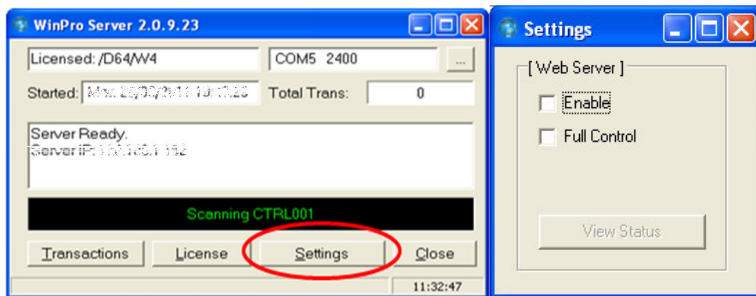 WinPro Server 2.0.9.23
Licensed: /D64/W4
COM5 2400
...
Started:
Total Trans:
0
Server Ready.
Server IP:
Scanning CTRL001
Transactions
License
Settings
Close
11:32:47
Settings
[ Web Server ]
Enable
Full Control
View Status